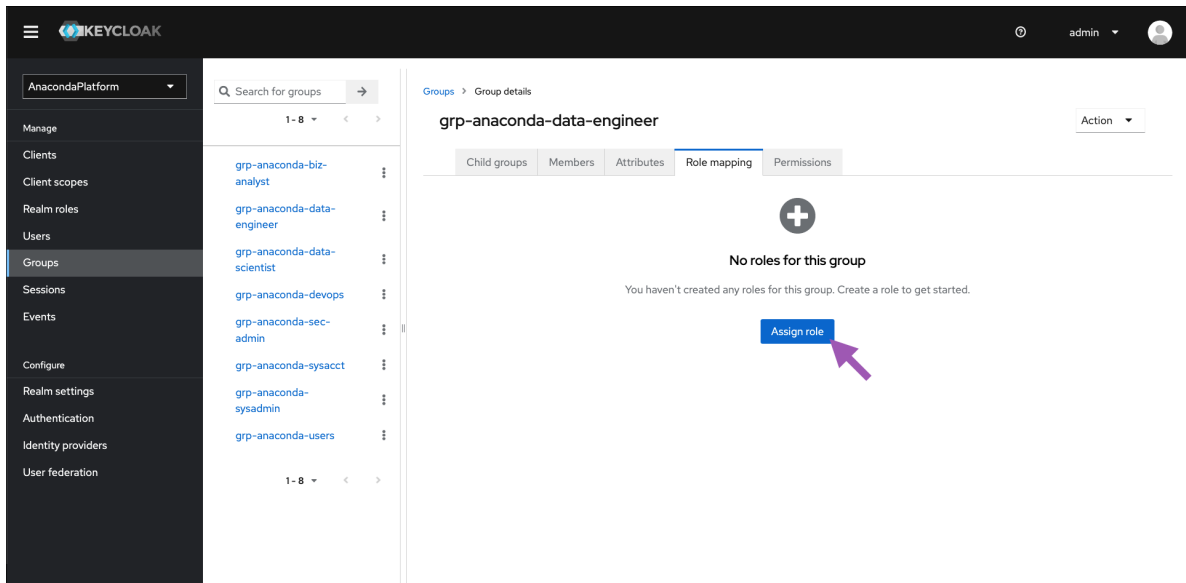 KEYCLOAK
admin
AnacondaPlatform
Manage
Clients
Client scopes
Realm roles
Users
Groups
Sessions
Events
Configure
Realm settings
Authentication
Identity providers
User federation
Search for groups
1 - 8
grp-anaconda-biz-
analyst
grp-anaconda-data-
engineer
grp-anaconda-data-
scientist
grp-anaconda-devops
grp-anaconda-sec-
admin
grp-anaconda-sysacct
grp-anaconda-
sysadmin
grp-anaconda-users
1 - 8
Groups > Group details
grp-anaconda-data-engineer
Action
Child groups Members Attributes Role mapping Permissions
No roles for this group
You haven't created any roles for this group. Create a role to get started.
Assign role